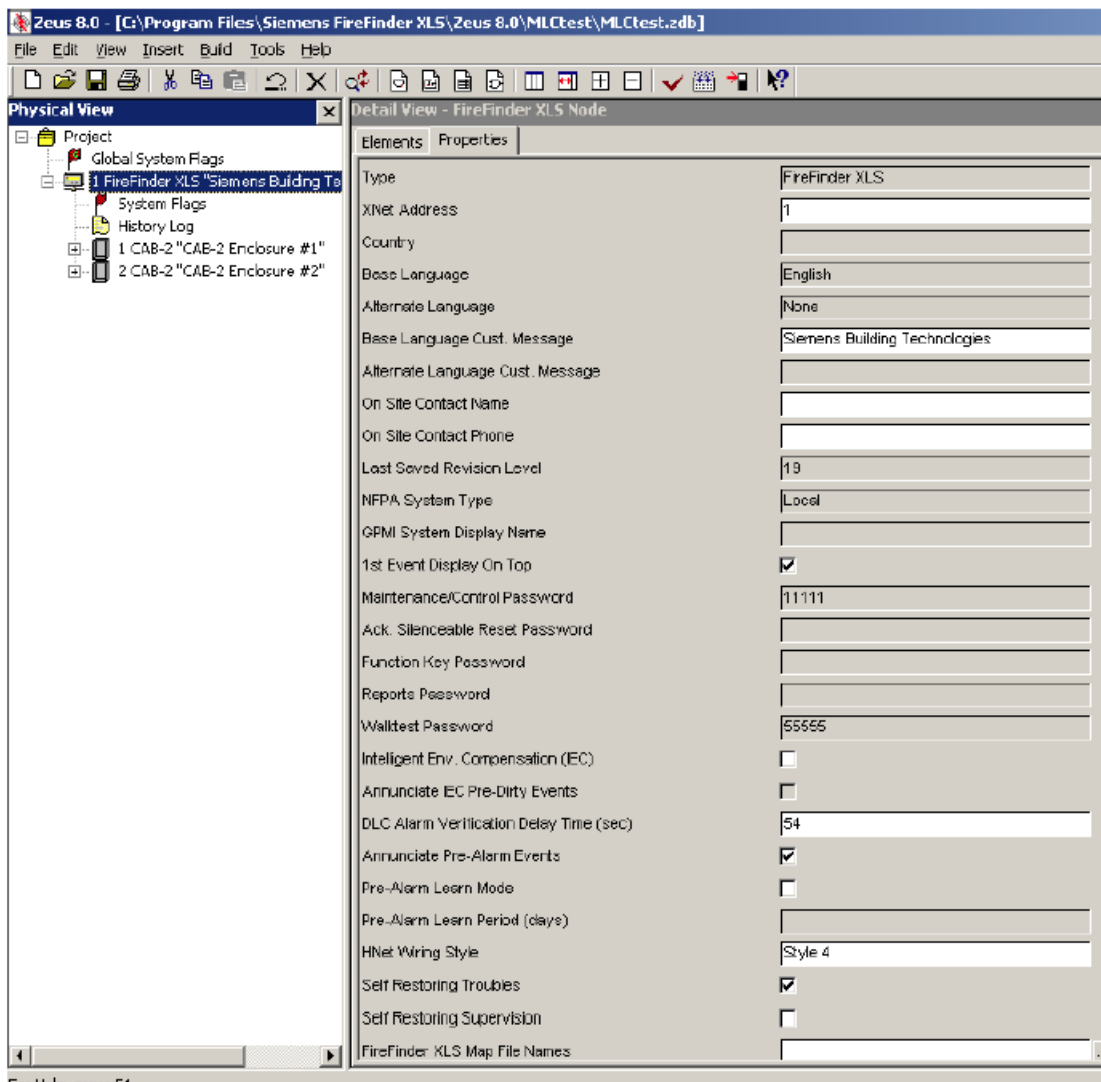 Zeus 8.0 - [C:\Program Files\Siemens FireFinder XLS\Zeus 8.0\MLCtest\MLCtest.zdb]
File Edit View Insert Build Tools Help
Physical View
Project
Global System Flags
1 FireFinder XLS "Siemens Building Te
System Flags
History Log
1 CAB-2 "CAB-2 Enclosure #1"
2 CAB-2 "CAB-2 Enclosure #2"
Detail View - FireFinder XLS Node
Elements Properties
Type FireFinder XLS
XNet Address 1
Country
Base Language English
Alternate Language None
Base Language Cust. Message Siemens Building Technologies
Alternate Language Cust. Message
On Site Contact Name
On Site Contact Phone
Last Saved Revision Level 19
NFPA System Type Local
GPMI System Display Name
1st Event Display On Top
Maintenance/Control Password 11111
Ack. Silenceable Reset Password
Function Key Password
Reports Password
Walktest Password 55555
Intelligent Env. Compensation (IEC)
Annunciate IEC Pre-Dirty Events
DLC Alarm Verification Delay Time (sec) 54
Annunciate Pre-Alarm Events
Pre-Alarm Learn Mode
Pre-Alarm Learn Period (days)
HNet Wiring Style Style 4
Self Restoring Troubles
Self Restoring Supervision
FireFinder XLS Map File Names